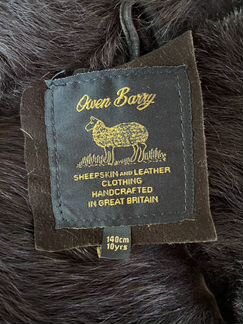 Owen Barry
SHEEPSKIN AND LEATHER
CLOTHING
HANDCRAFTED
IN GREAT BRITAIN
140cm
10yrs